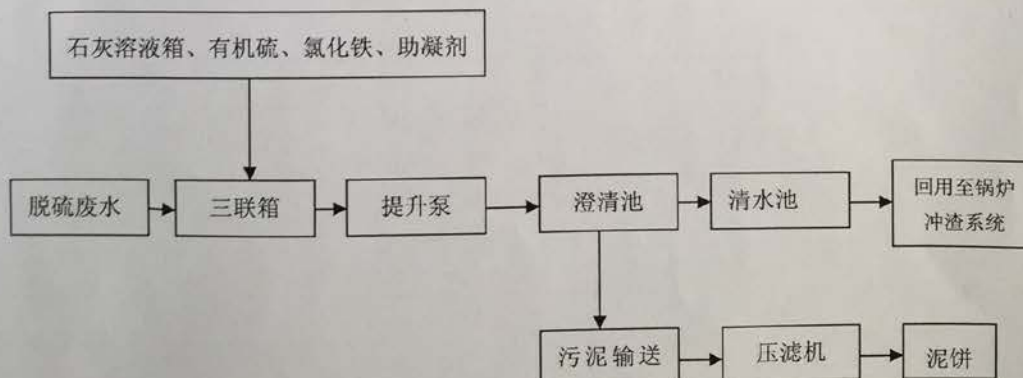 石灰溶液箱、有机硫、氯化铁、助凝剂
脱硫废水
三联箱
提升泵
澄清池
清水池
回用至锅炉
冲渣系统
污泥输送
压滤机
泥饼